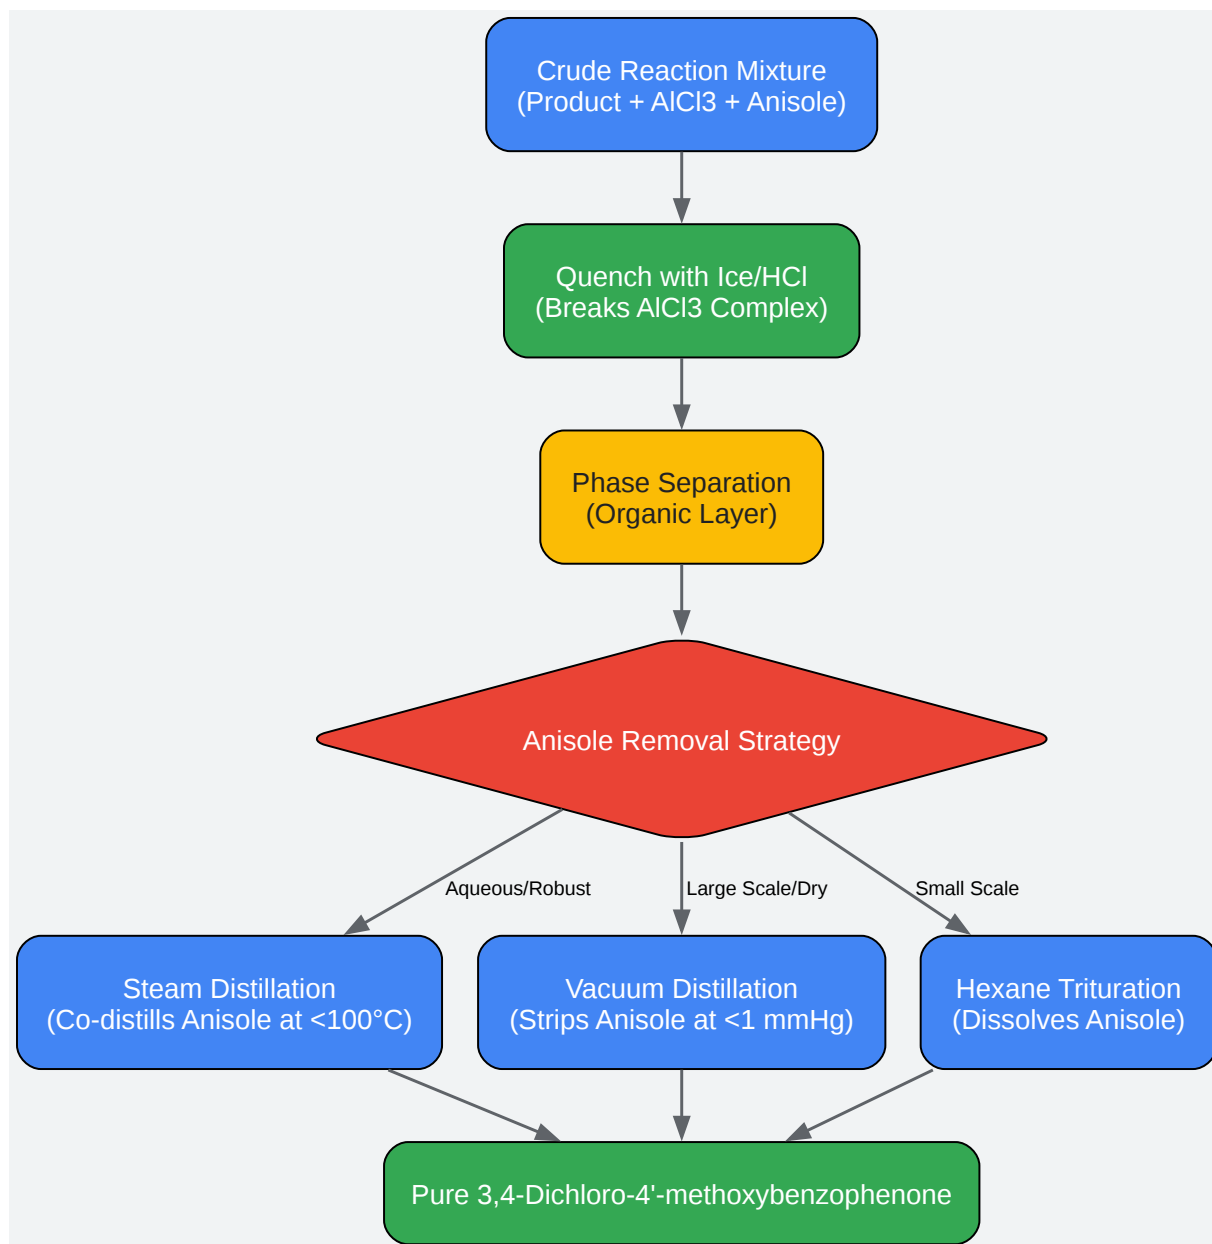 Crude Reaction Mixture
(Product + AlCl3 + Anisole)
Quench with Ice/HCl
(Breaks AlCl3 Complex)
Phase Separation
(Organic Layer)
Anisole Removal Strategy
Aqueous/Robust
Large Scale/Dry
Small Scale
Steam Distillation
(Co-distills Anisole at <100°C)
Vacuum Distillation
(Strips Anisole at <1 mmHg)
Hexane Trituration
(Dissolves Anisole)
Pure 3,4-Dichloro-4'-methoxybenzophenone